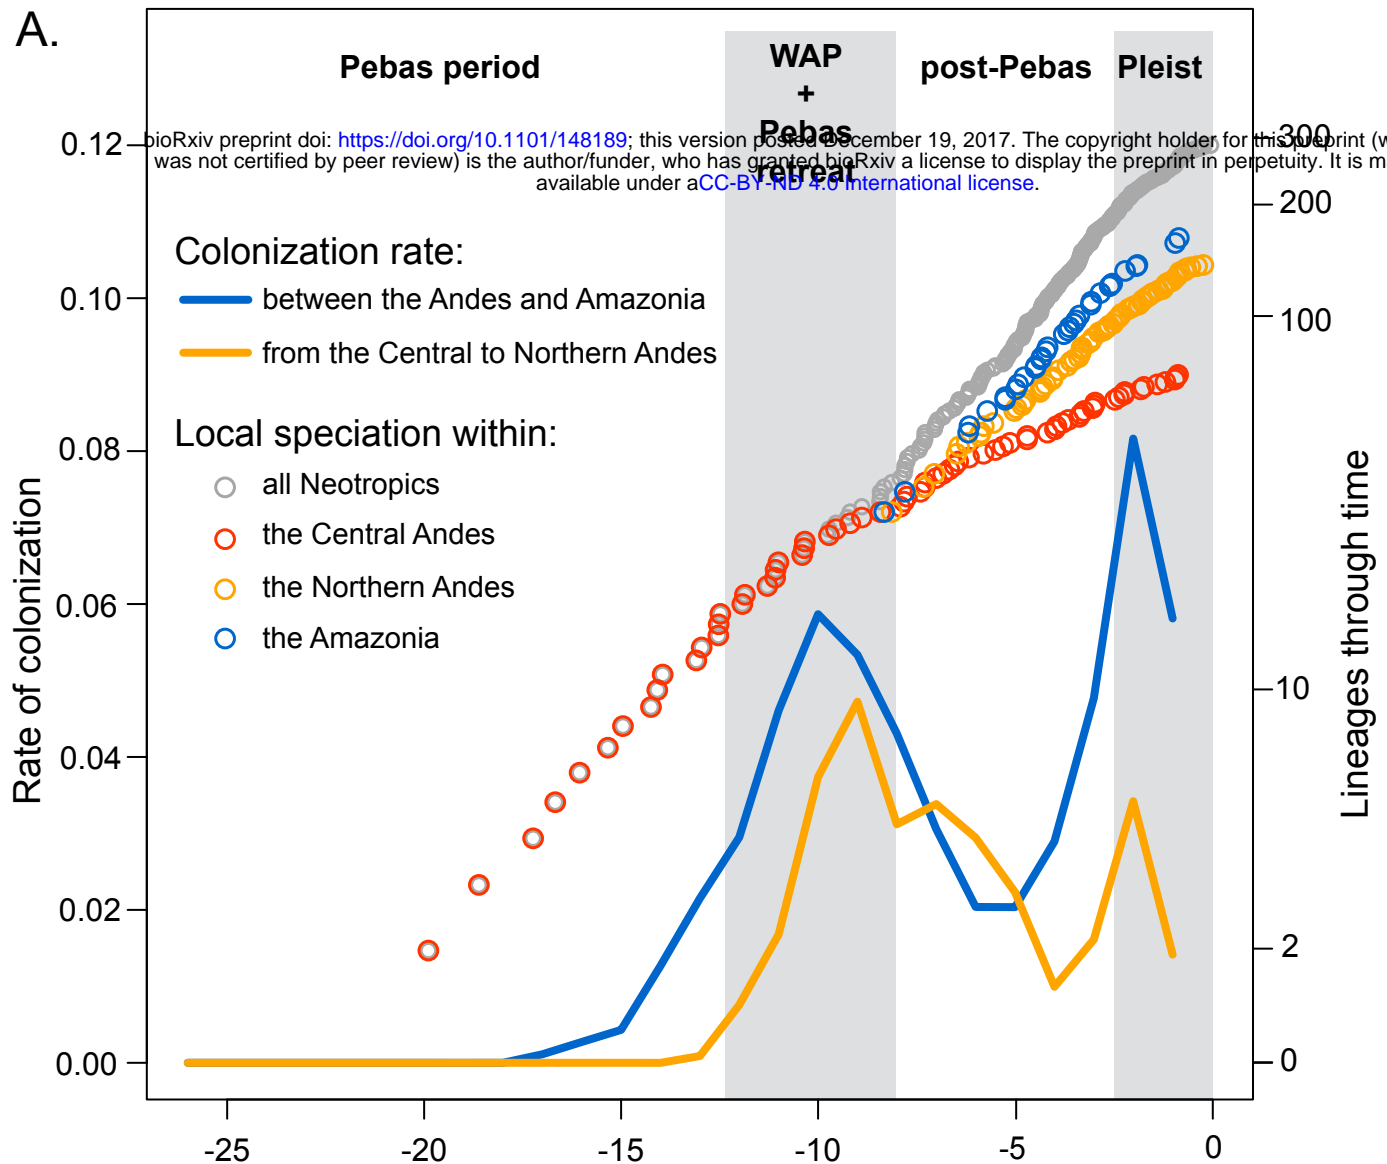 A.
Pebas period
WAP
+
Pebas
retreat
post-Pebas
Pleist
bioRxiv preprint doi: https://doi.org/10.1101/148189; this version posted December 19, 2017. The copyright holder for this preprint (w
was not certified by peer review) is the author/funder, who has granted bioRxiv a license to display the preprint in perpetuity. It is m
available under aCC-BY-ND 4.0 International license.
Colonization rate:
between the Andes and Amazonia
from the Central to Northern Andes
Local speciation within:
all Neotropics
the Central Andes
the Northern Andes
the Amazonia
Rate of colonization
0.12
0.10
0.08
0.06
0.04
0.02
0.00
Lineages through time
300
200
100
10
2
0
-25
-20
-15
-10
-5
0